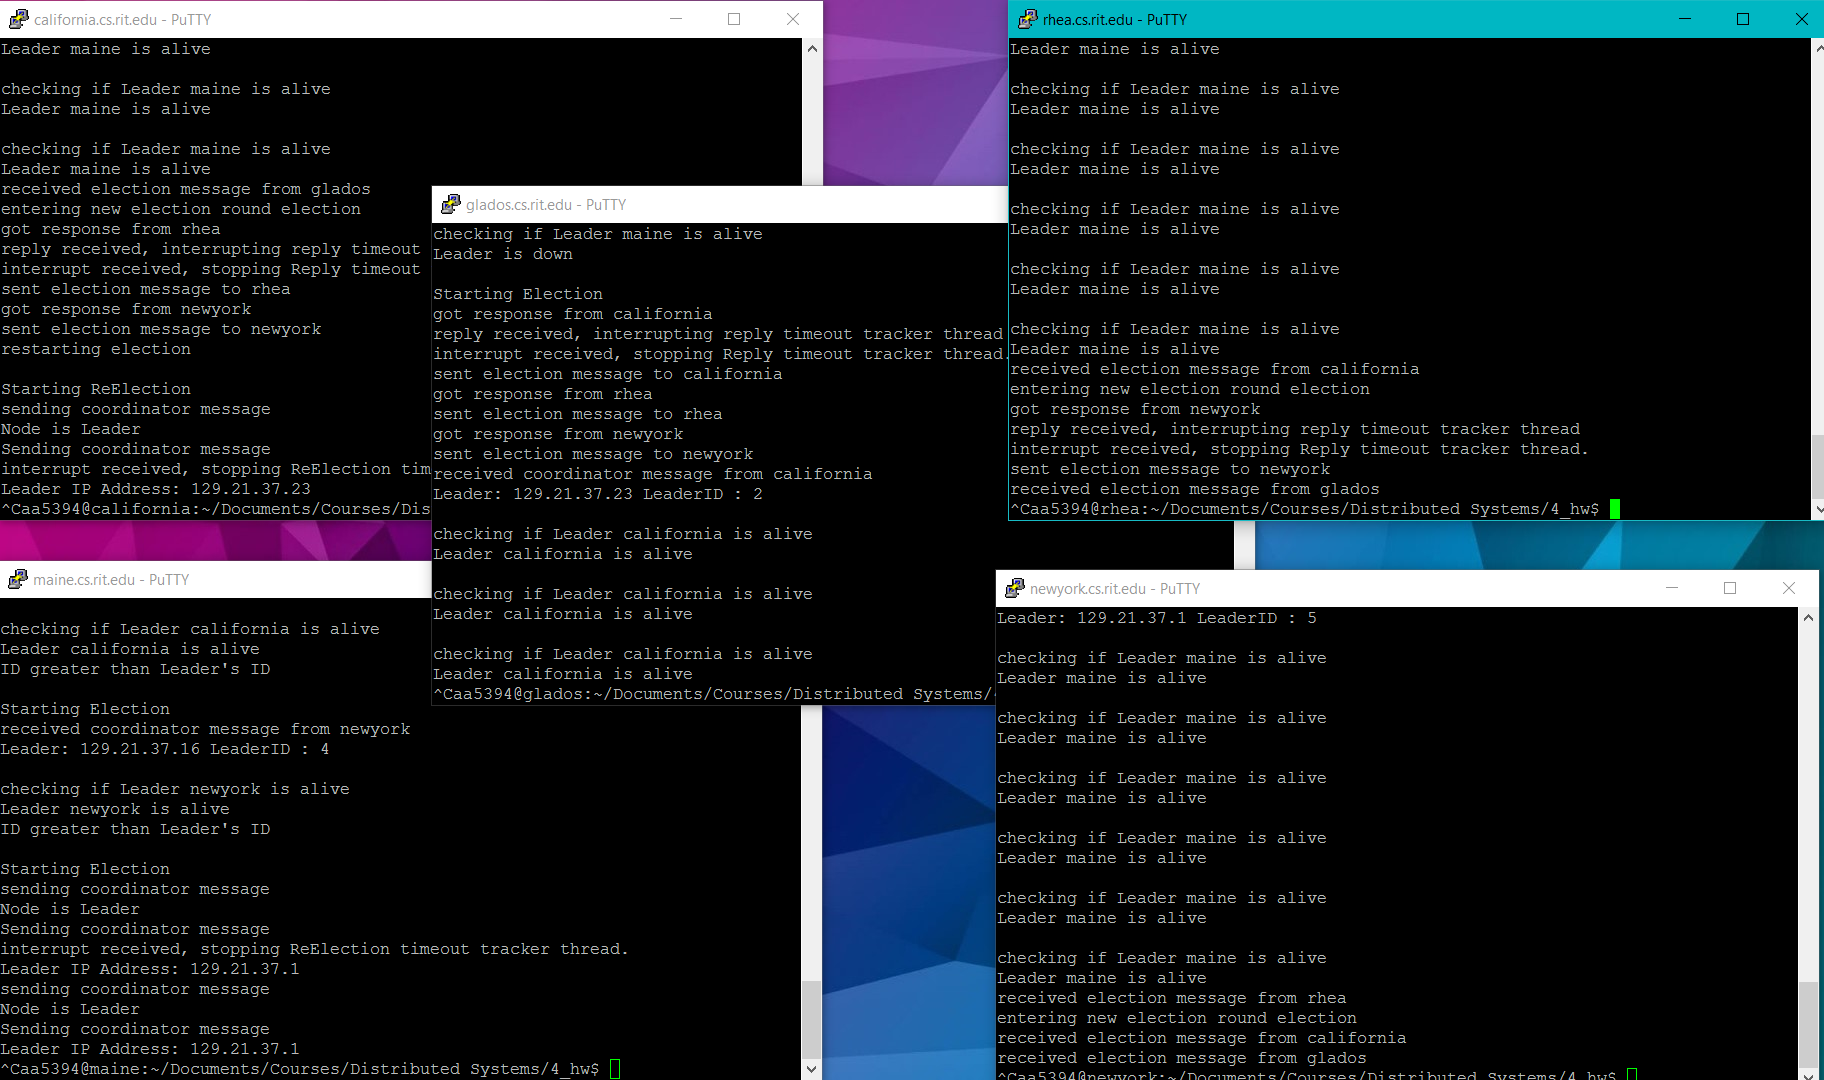 california.cs.rit.edu - PuTTY
Leader maine is alive
checking if Leader maine is alive
Leader maine is alive
checking if Leader maine is alive
Leader maine is alive
received election message from glados
entering new election round election
got response from rhea
reply received, interrupting reply timeout
interrupt received, stopping Reply timeout
sent election message to rhea
got response from newyork
sent election message to newyork
restarting election
Starting ReElection
sending coordinator message
Node is Leader
Sending coordinator message
interrupt received, stopping ReElection tim
Leader IP Address: 129.21.37.23
^Caa5394@california:~/Documents/Courses/Dis
glados.cs.rit.edu - PuTTY
checking if Leader maine is alive
Leader is down
Starting Election
got response from california
reply received, interrupting reply timeout tracker thread
interrupt received, stopping Reply timeout tracker thread.
sent election message to california
got response from rhea
sent election message to rhea
got response from newyork
sent election message to newyork
received coordinator message from california
Leader: 129.21.37.23 LeaderID : 2
checking if Leader california is alive
Leader california is alive
checking if Leader california is alive
Leader california is alive
checking if Leader california is alive
Leader california is alive
^Caa5394@glados:~/Documents/Courses/Distributed Systems/
rhea.cs.rit.edu - PuTTY
Leader maine is alive
checking if Leader maine is alive
Leader maine is alive
checking if Leader maine is alive
Leader maine is alive
checking if Leader maine is alive
Leader maine is alive
checking if Leader maine is alive
Leader maine is alive
checking if Leader maine is alive
Leader maine is alive
received election message from california
entering new election round election
got response from newyork
reply received, interrupting reply timeout tracker thread
interrupt received, stopping Reply timeout tracker thread.
sent election message to newyork
received election message from glados
^Caa5394@rhea:~/Documents/Courses/Distributed Systems/4_hw$
maine.cs.rit.edu - PuTTY
checking if Leader california is alive
Leader california is alive
ID greater than Leader's ID
Starting Election
received coordinator message from newyork
Leader: 129.21.37.16 LeaderID : 4
checking if Leader newyork is alive
Leader newyork is alive
ID greater than Leader's ID
Starting Election
sending coordinator message
Node is Leader
Sending coordinator message
interrupt received, stopping ReElection timeout tracker thread.
Leader IP Address: 129.21.37.1
sending coordinator message
Node is Leader
Sending coordinator message
Leader IP Address: 129.21.37.1
^Caa5394@maine:~/Documents/Courses/Distributed Systems/4_hw$
newyork.cs.rit.edu - PuTTY
Leader: 129.21.37.1 LeaderID : 5
checking if Leader maine is alive
Leader maine is alive
checking if Leader maine is alive
Leader maine is alive
checking if Leader maine is alive
Leader maine is alive
checking if Leader maine is alive
Leader maine is alive
checking if Leader maine is alive
Leader maine is alive
checking if Leader maine is alive
Leader maine is alive
received election message from rhea
entering new election round election
received election message from california
received election message from glados
^Caa5394@newyork:~/Documents/Courses/Distributed Systems/4_hw$